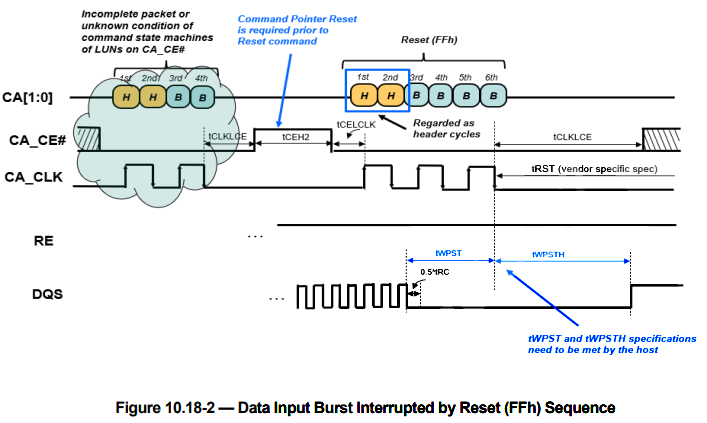 Incomplete packet or
unknown condition of
command state machines
of LUNs on CA_CE#
Command Pointer Reset
is required prior to
Reset command
Reset (FFh)
1st 2nd 3rd 4th
1st 2nd 3rd 4th 5th 6th
CA[1:0]
H H B B
H H B B B B
Regarded as
header cycles
CA_CE#
tCLKLCE
tCEH2
tCELCLK
tCLKLCE
CA_CLK
tRST (vendor specific spec)
RE
...
tWPST
tWPSTH
0.5*tRC
DQS
...
tWPST and tWPSTH specifications
need to be met by the host
Figure 10.18-2 — Data Input Burst Interrupted by Reset (FFh) Sequence